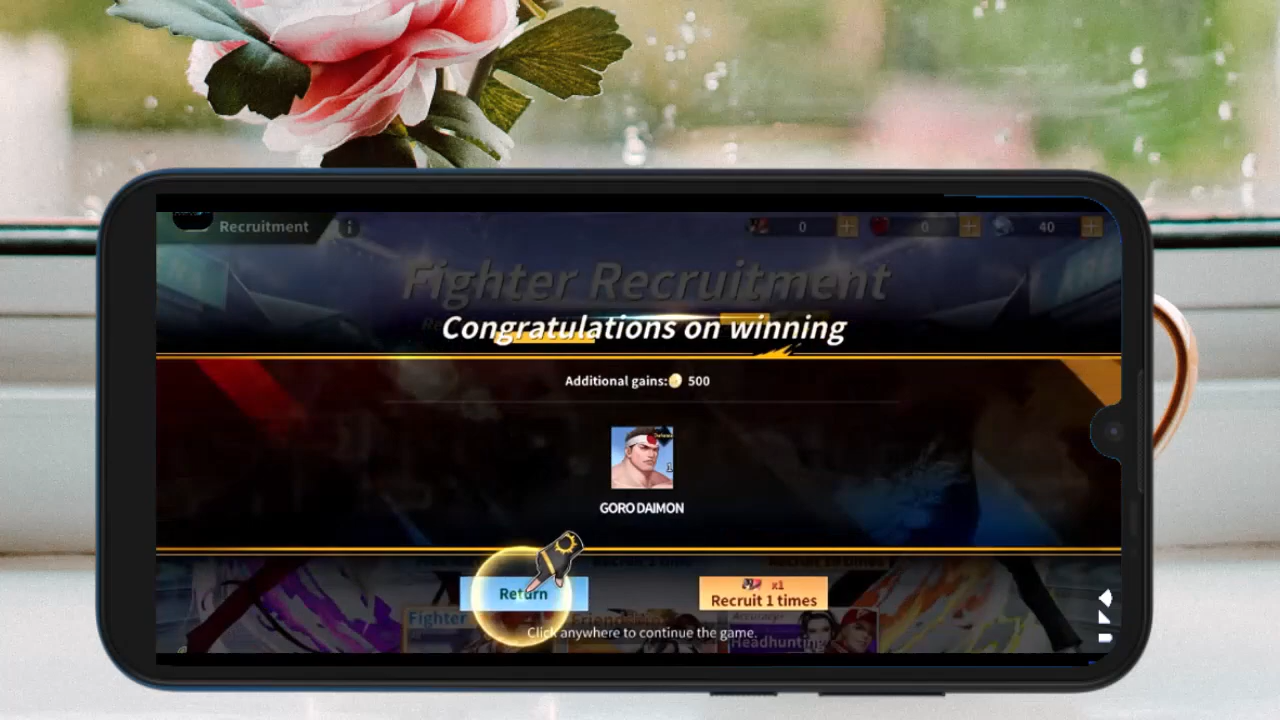 Recruitment
0
0
40
Fighter Recruitment
Congratulations on winning
Additional gains: 500
1
GORO DAIMON
Return
x1
Recruit 1 times
Fighter
Click anywhere to continue the game.
Headhunting